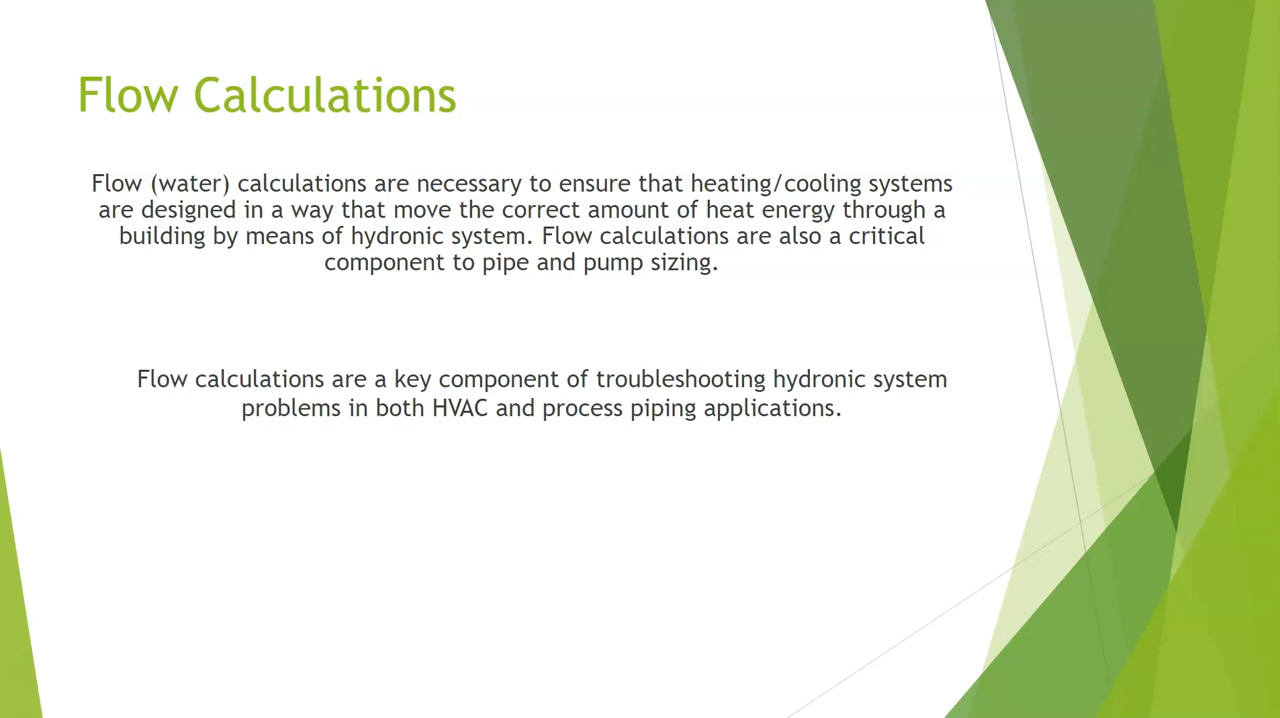 Flow Calculations
Flow (water) calculations are necessary to ensure that heating/cooling systems
are designed in a way that move the correct amount of heat energy through a
building by means of hydronic system. Flow calculations are also a critical
component to pipe and pump sizing.
Flow calculations are a key component of troubleshooting hydronic system
problems in both HVAC and process piping applications.